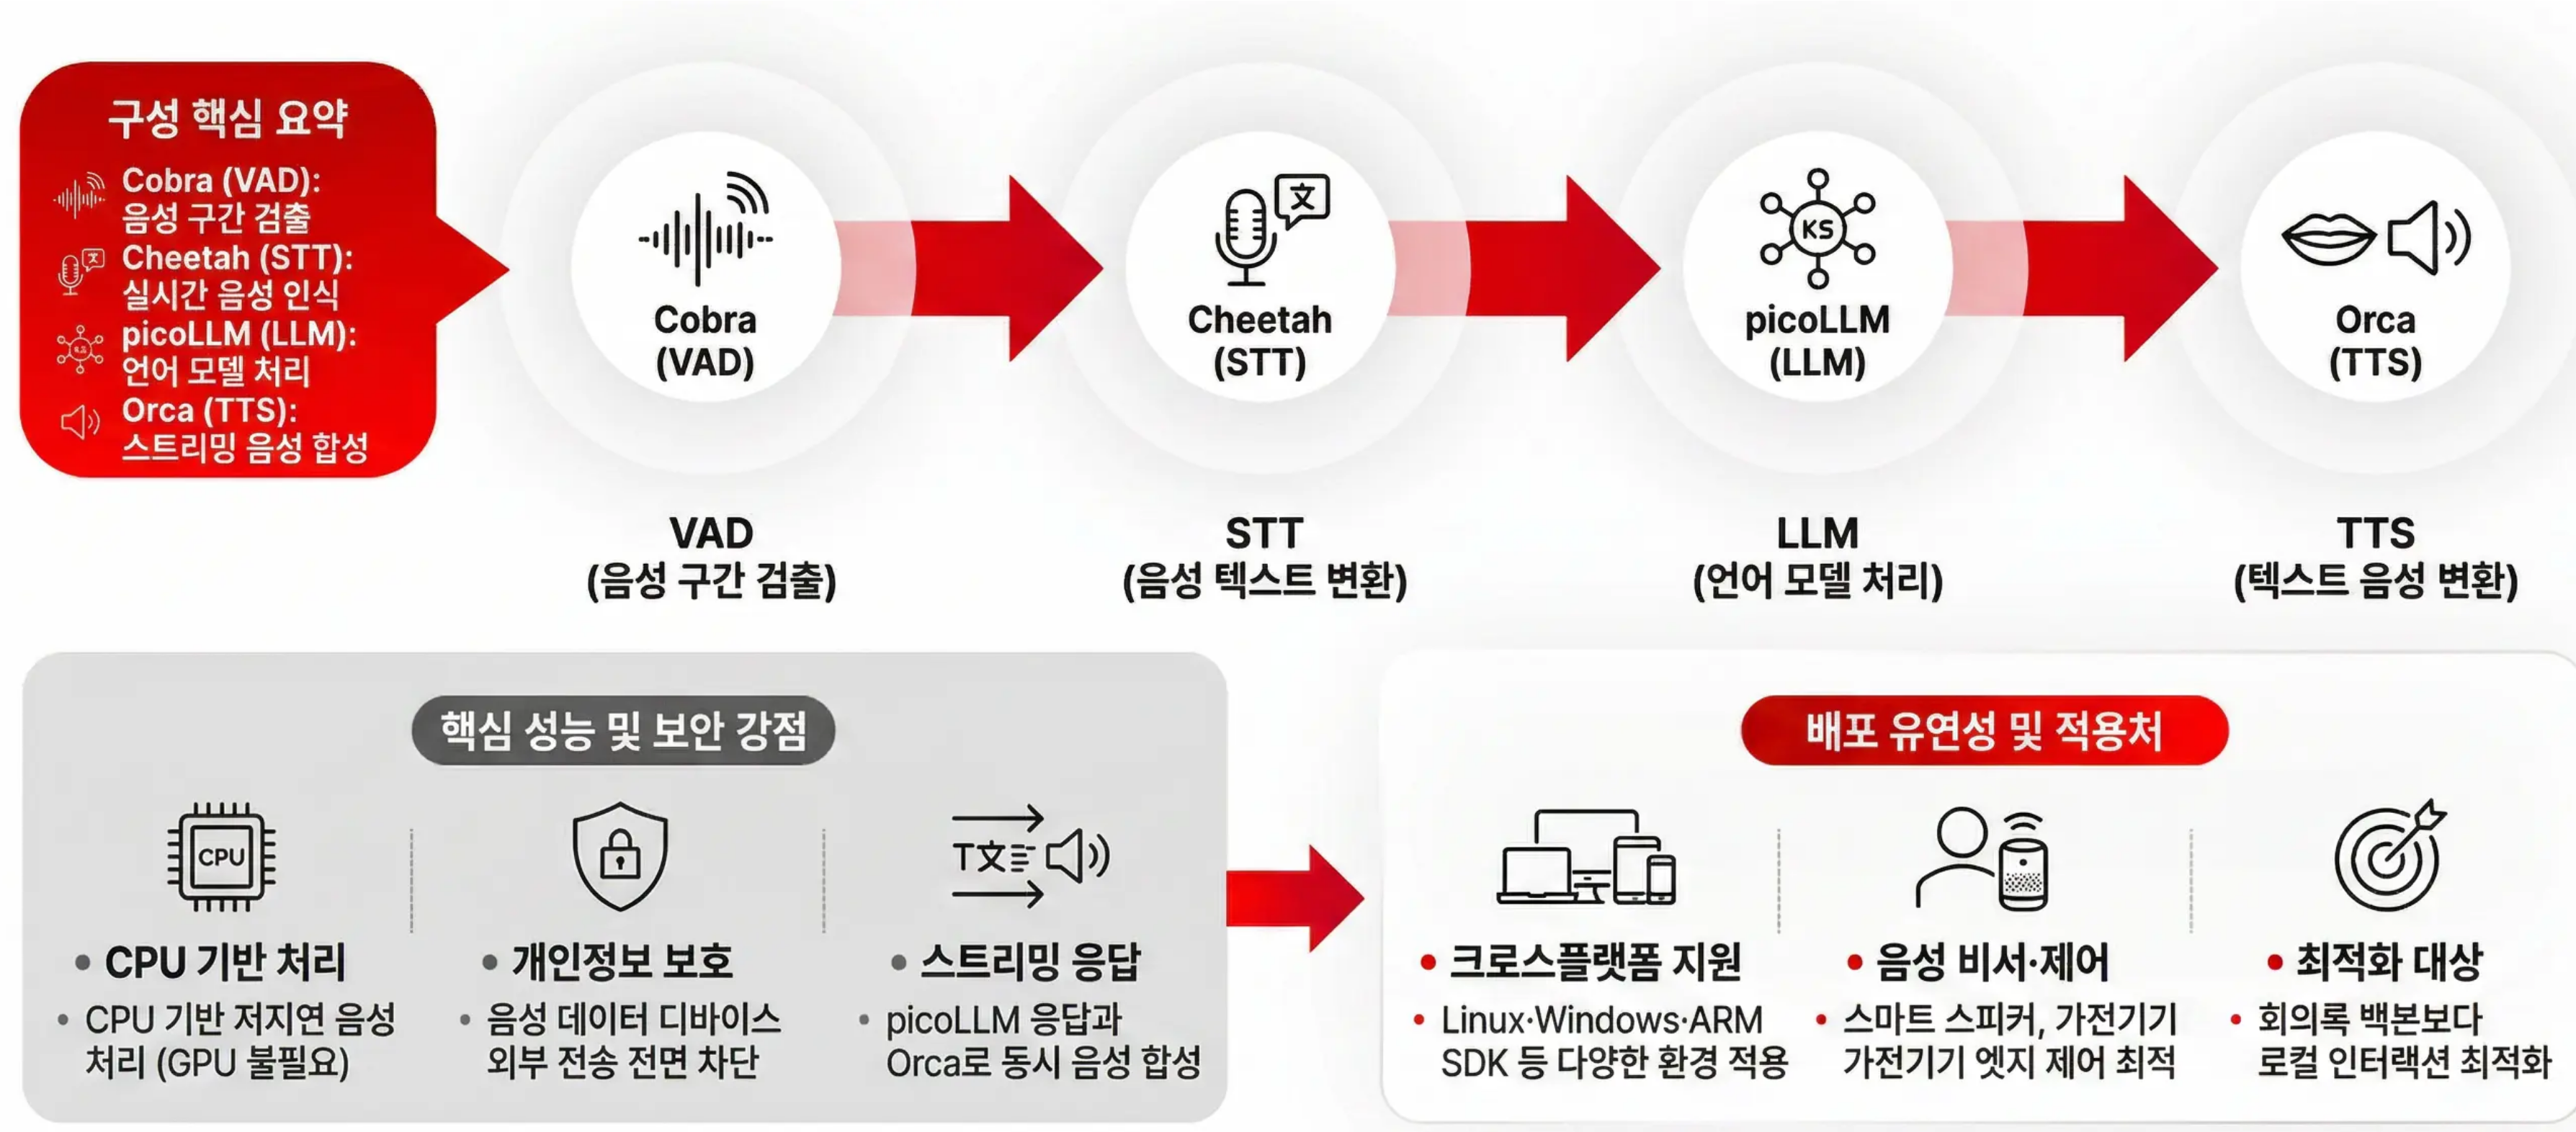 구성 핵심 요약
Cobra (VAD):
음성 구간 검출
Cheetah (STT):
실시간 음성 인식
picoLLM (LLM):
언어 모델 처리
Orca (TTS):
스트리밍 음성 합성
Cobra
(VAD)
文
Cheetah
(STT)
KS
picoLLM
(LLM)
Orca
(TTS)
VAD
(음성 구간 검출)
STT
(음성 텍스트 변환)
LLM
(언어 모델 처리)
TTS
(텍스트 음성 변환)
핵심 성능 및 보안 강점
CPU
• CPU 기반 처리
• CPU 기반 저지연 음성
처리 (GPU 불필요)
• 개인정보 보호
• 음성 데이터 디바이스
외부 전송 전면 차단
T文
• 스트리밍 응답
• picoLLM 응답과
Orca로 동시 음성 합성
배포 유연성 및 적용처
• 크로스플랫폼 지원
• Linux·Windows·ARM
SDK 등 다양한 환경 적용
• 음성 비서·제어
• 스마트 스피커, 가전기기
가전기기 엣지 제어 최적
• 최적화 대상
• 회의록 백본보다
로컬 인터랙션 최적화